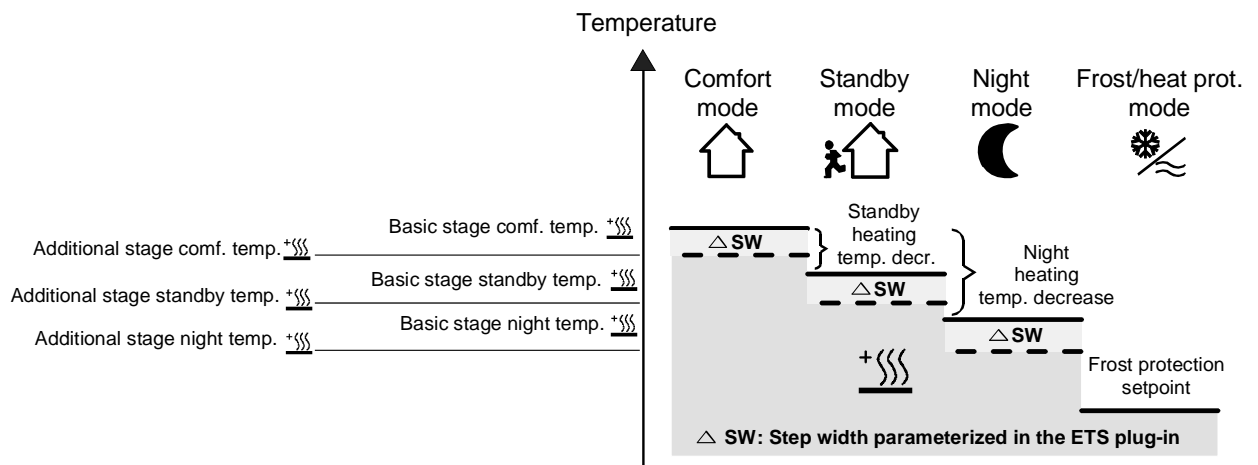 Temperature
Comfort
mode
Standby
mode
Night
mode
Frost/heat prot.
mode
Basic stage comf. temp.
Additional stage comf. temp.
Basic stage standby temp.
Additional stage standby temp.
Basic stage night temp.
Additional stage night temp.
△ SW
Standby
heating
temp. decr.
△ SW
Night
heating
temp. decrease
△ SW
Frost protection
setpoint
△ SW: Step width parameterized in the ETS plug-in